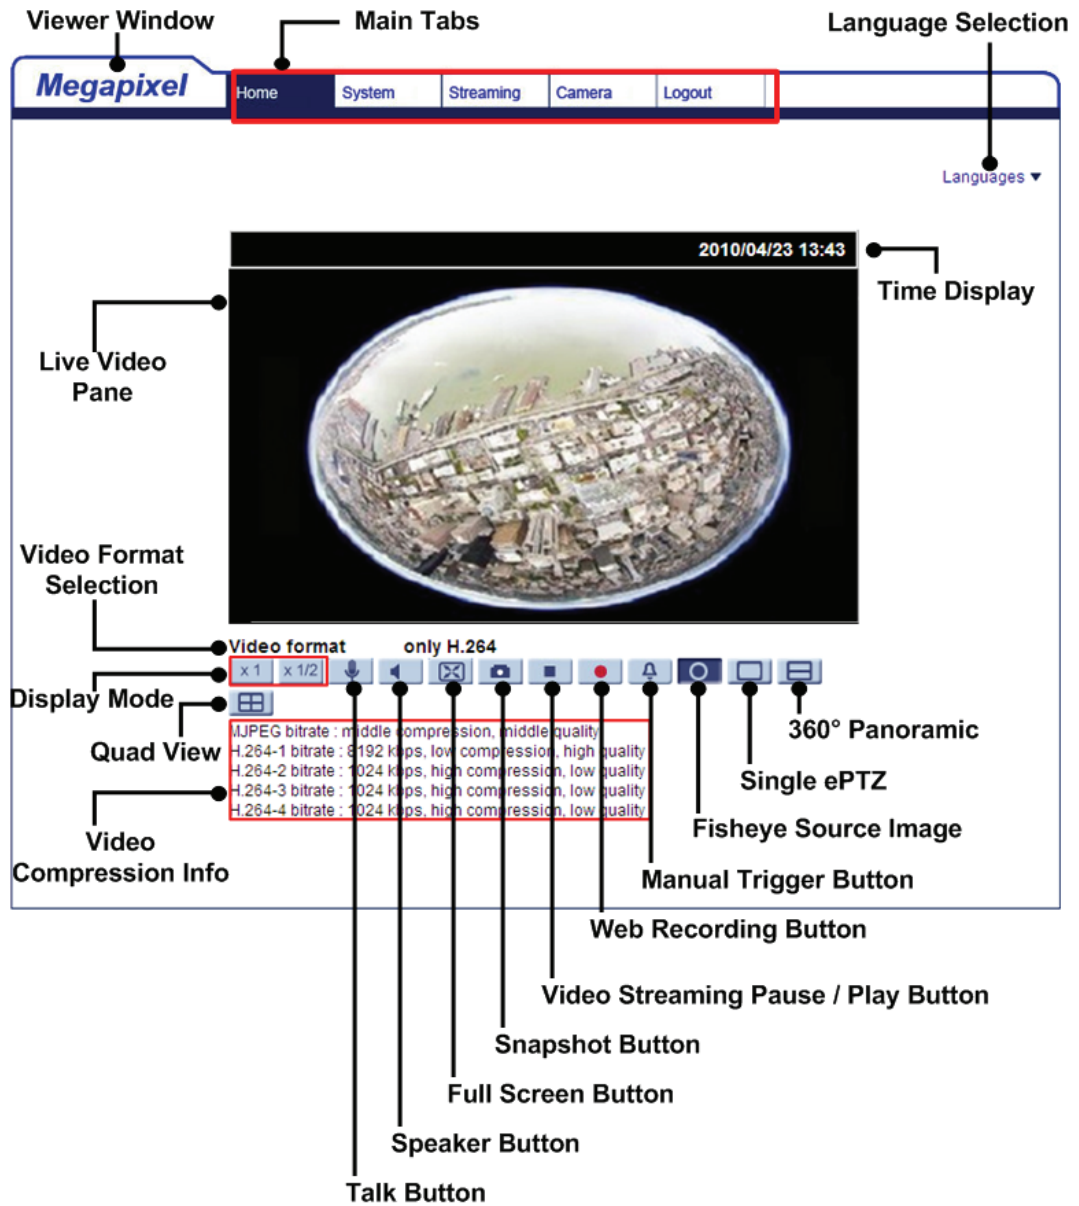 Viewer Window
Main Tabs
Language Selection
Megapixel
Home
System
Streaming
Camera
Logout
Languages
2010/04/23 13:43
Time Display
Live Video
Pane
Video Format
Selection
Video format only H.264
x 1
x 1/2
Display Mode
360° Panoramic
Quad View
MJPEG bitrate : middle compression, middle quality
H.264-1 bitrate : 8192 kbps, low compression, high quality
H.264-2 bitrate : 1024 kbps, high compression, low quality
H.264-3 bitrate : 1024 kbps, high compression, low quality
H.264-4 bitrate : 1024 kbps, high compression, low quality
Single ePTZ
Video
Compression Info
Fisheye Source Image
Manual Trigger Button
Web Recording Button
Video Streaming Pause / Play Button
Snapshot Button
Full Screen Button
Speaker Button
Talk Button